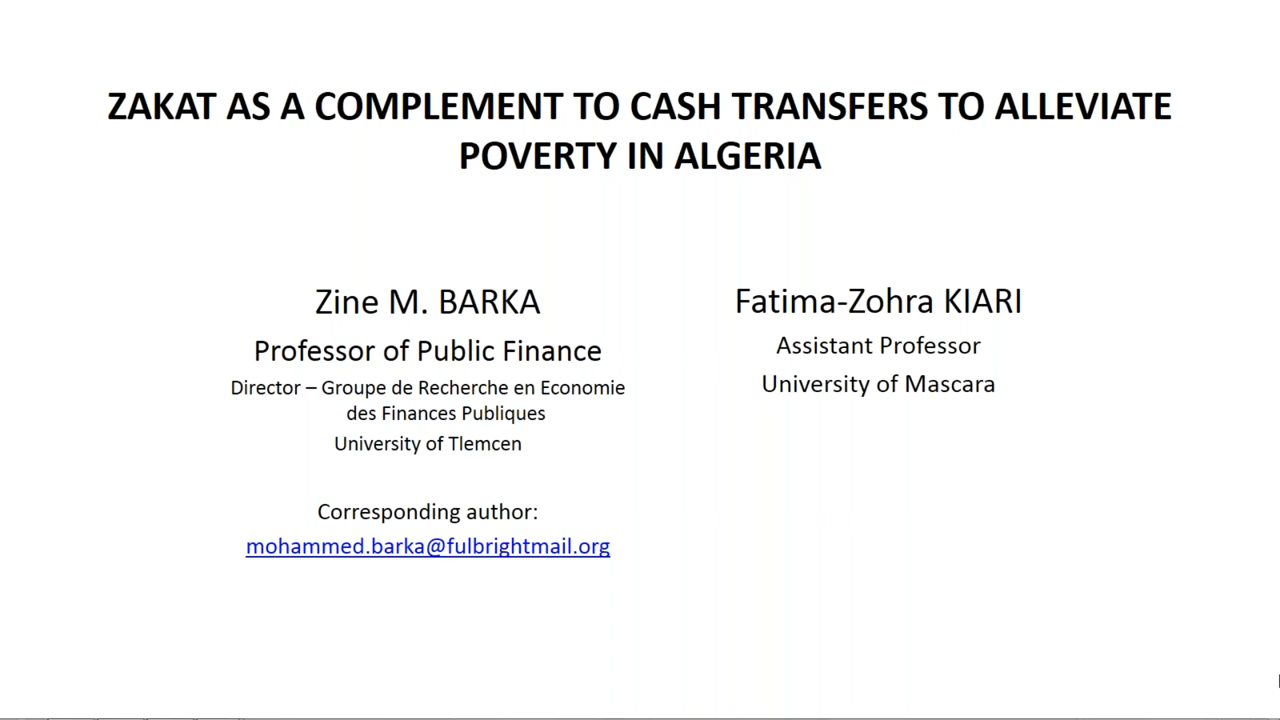 ZAKAT AS A COMPLEMENT TO CASH TRANSFERS TO ALLEVIATE
POVERTY IN ALGERIA
Zine M. BARKA
Professor of Public Finance
Director – Groupe de Recherche en Economie
des Finances Publiques
University of Tlemcen
Corresponding author:
mohammed.barka@fulbrightmail.org
Fatima-Zohra KIARI
Assistant Professor
University of Mascara